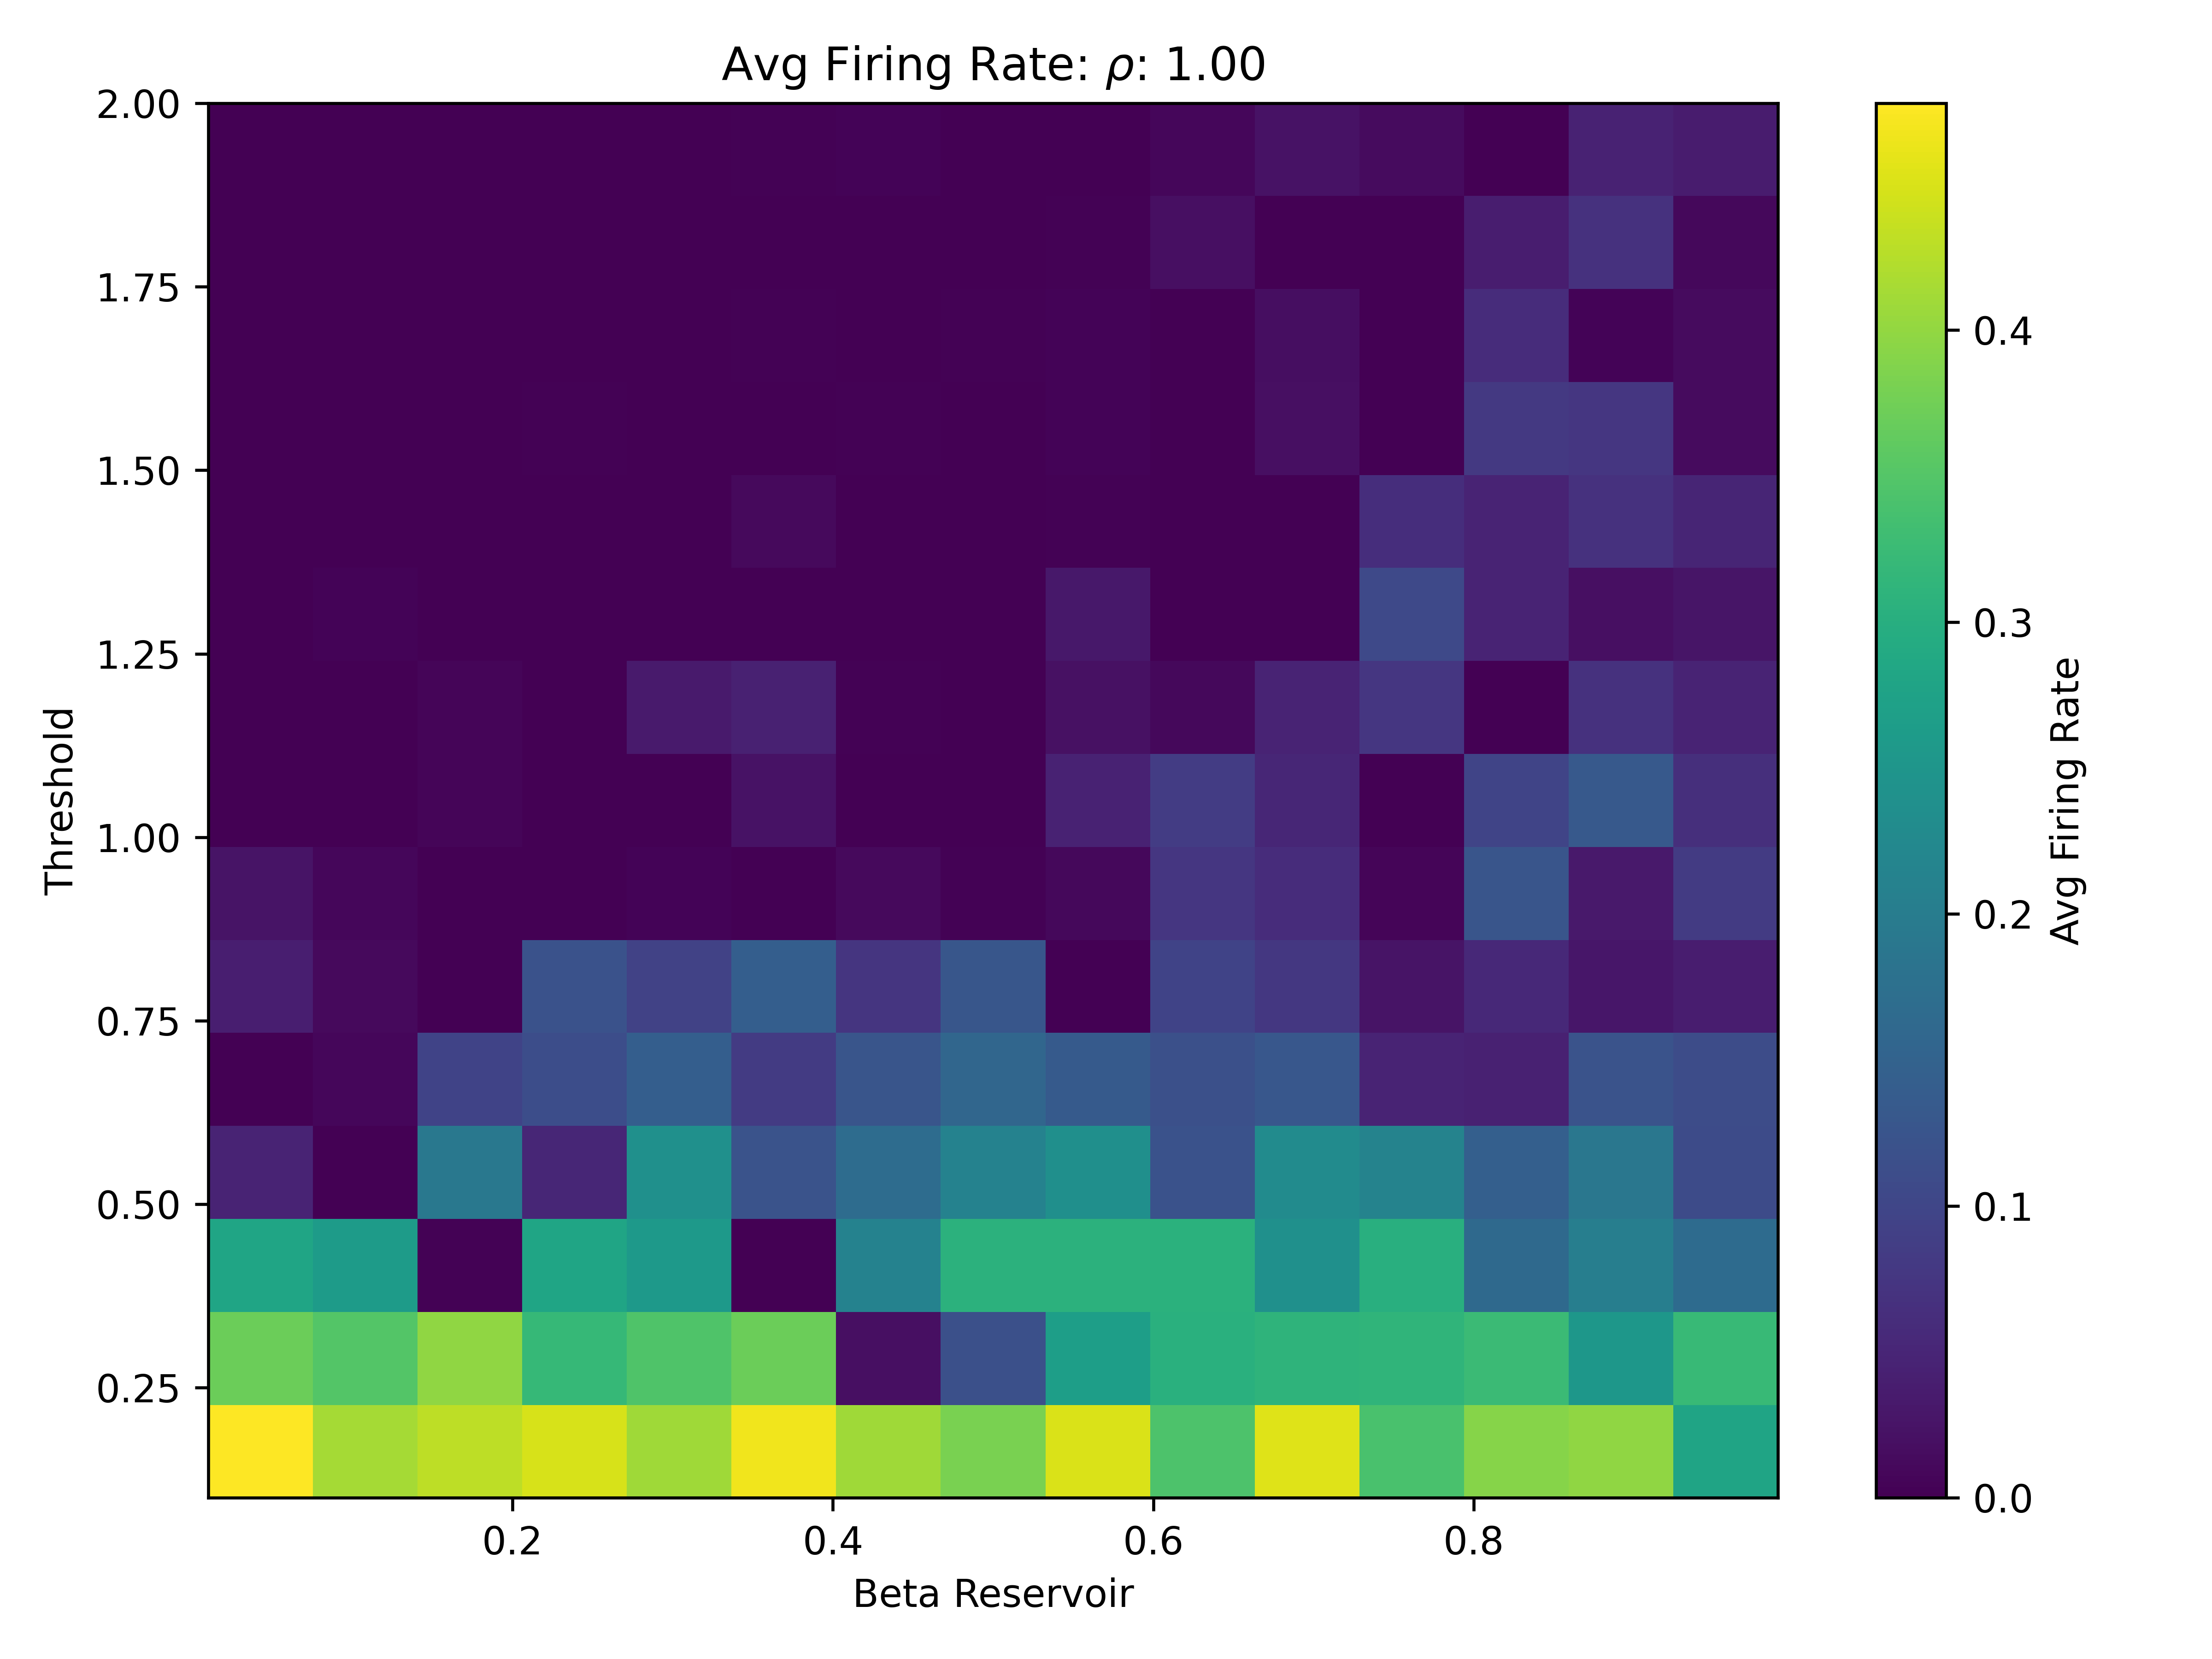 Avg Firing Rate: ρ: 1.00
2.00
1.75
1.50
1.25
1.00
0.75
0.50
0.25
Threshold
0.2 0.4 0.6 0.8
Beta Reservoir
0.4
0.3
0.2
0.1
0.0
Avg Firing Rate